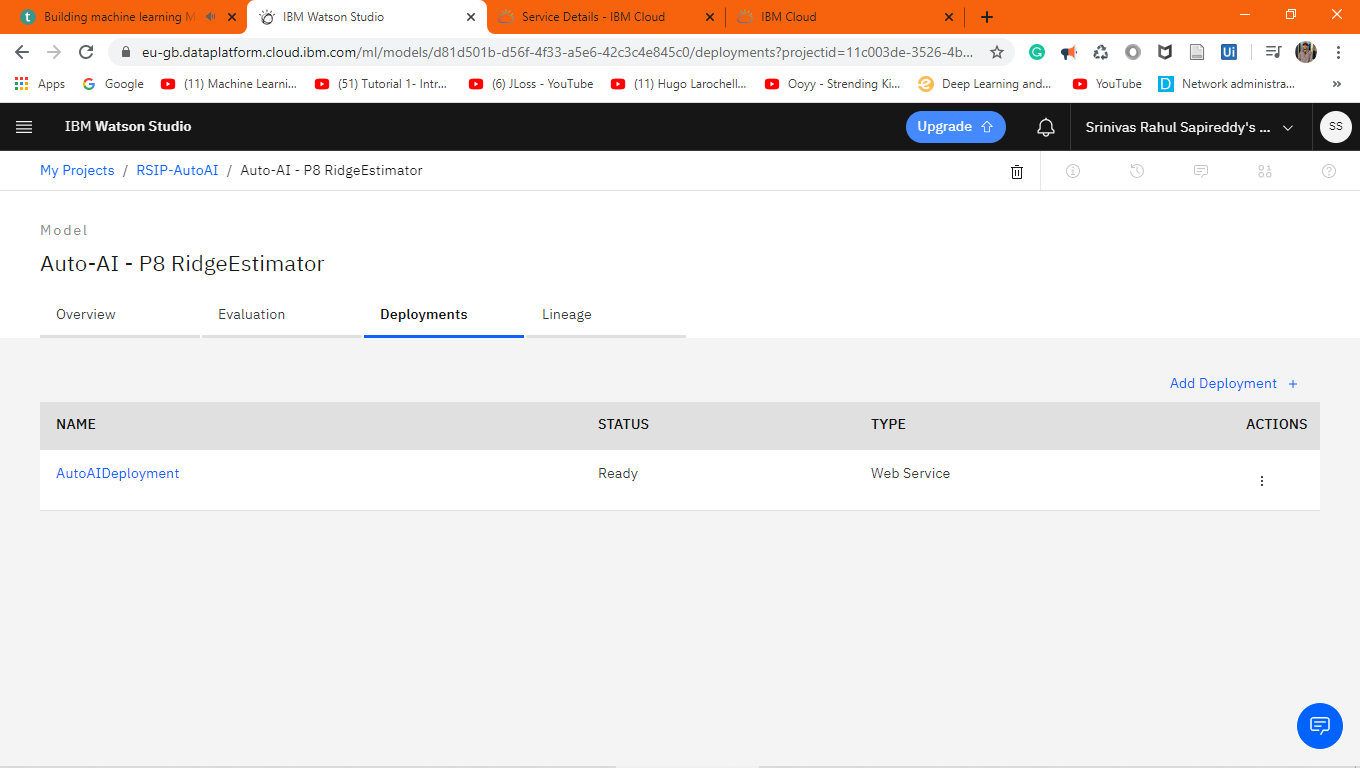 Building machine learning M
IBM Watson Studio
Service Details - IBM Cloud
IBM Cloud
eu-gb.dataplatform.cloud.ibm.com/ml/models/d81d501b-d56f-4f33-a5e6-42c3c4e845c0/deployments?projectid=11c003de-3526-4b...
Apps
Google
(11) Machine Learni...
(51) Tutorial 1- Intr...
(6) JLoss - YouTube
(11) Hugo Larochell...
Ooyy - Strending Ki...
Deep Learning and...
YouTube
Network administra...
IBM Watson Studio
Upgrade
Srinivas Rahul Sapireddy's ...
SS
My Projects / RSIP-AutoAI / Auto-AI - P8 RidgeEstimator
Model
Auto-AI - P8 RidgeEstimator
Overview
Evaluation
Deployments
Lineage
Add Deployment +
NAME STATUS TYPE ACTIONS
AutoAIDeployment Ready Web Service